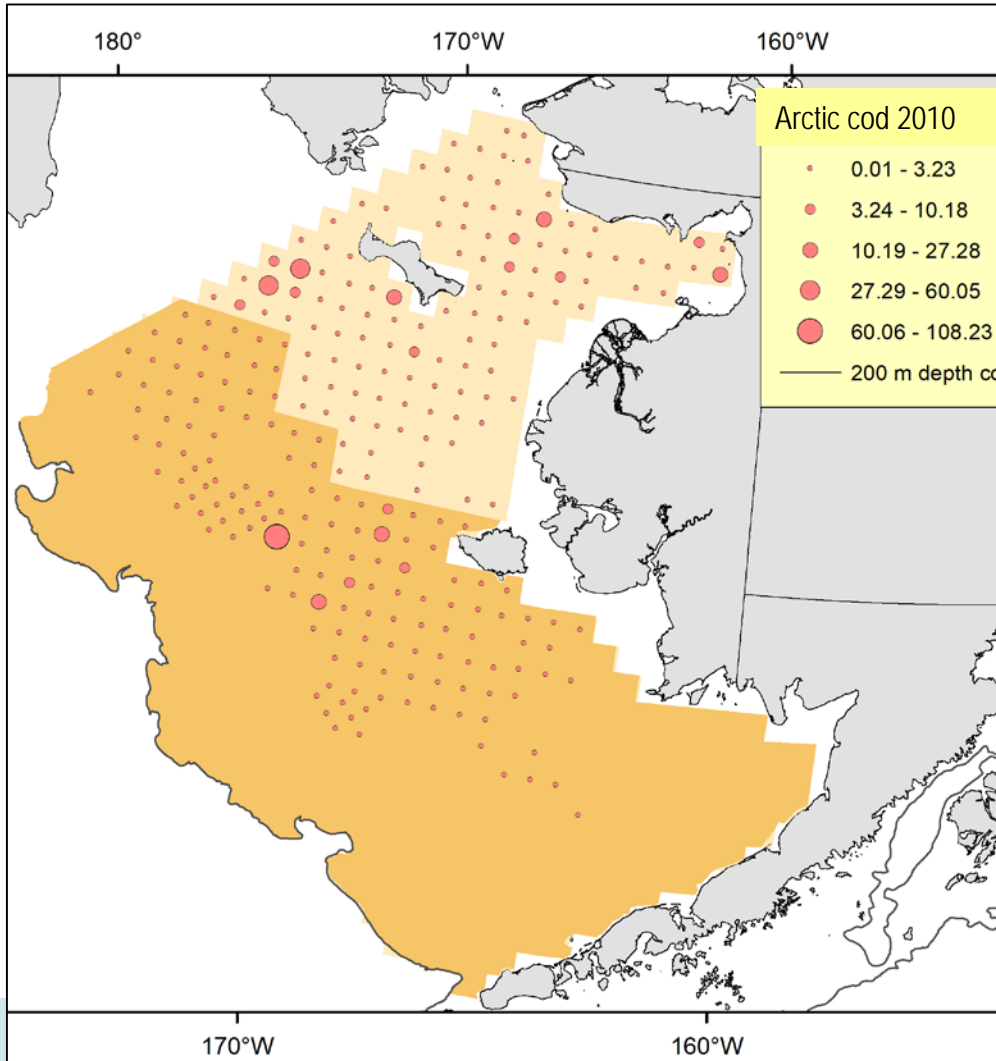 180°
170°W
160°W
Arctic cod 2010
0.01 - 3.23
3.24 - 10.18
10.19 - 27.28
27.29 - 60.05
60.06 - 108.23
200 m depth co
170°W
160°W